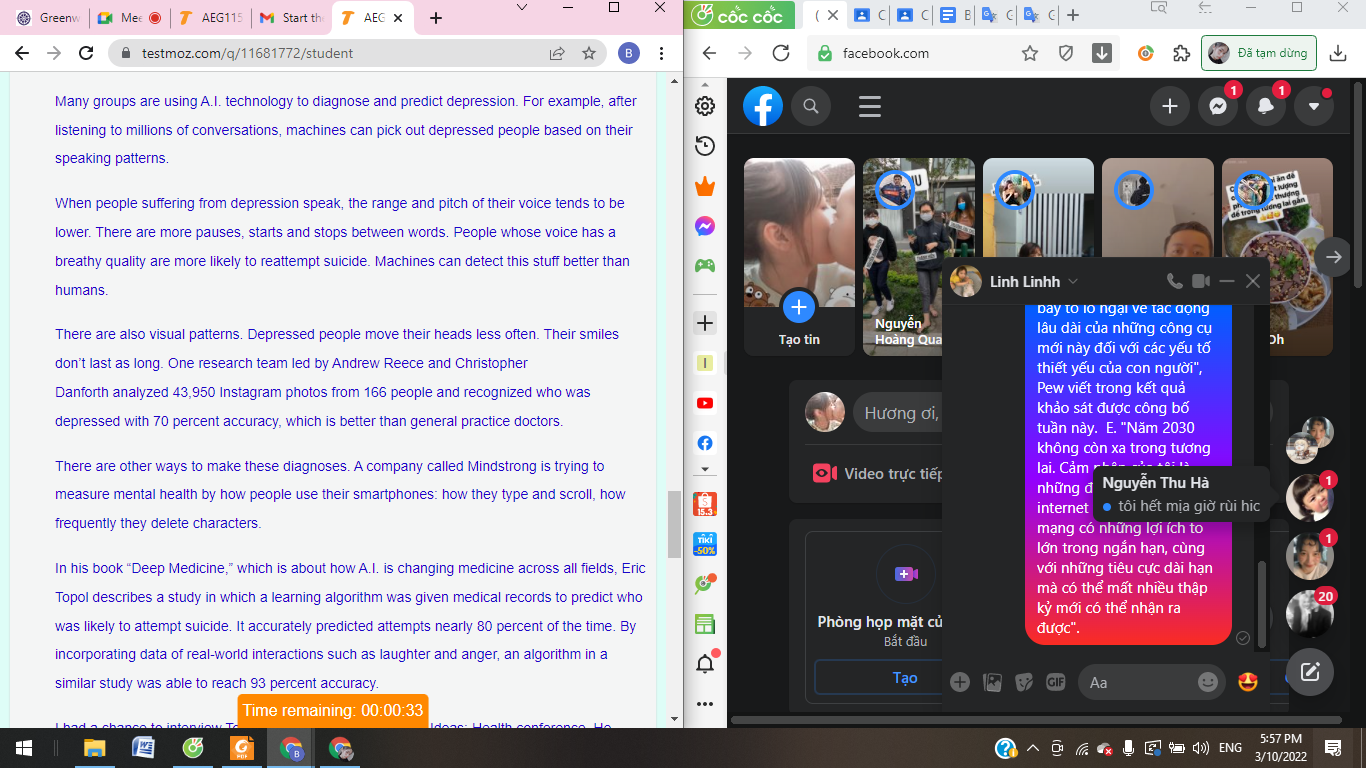 Greenw
Mee
AEG115
Start th
AEG
testmoz.com/q/11681772/student
B
Many groups are using A.I. technology to diagnose and predict depression. For example, after
listening to millions of conversations, machines can pick out depressed people based on their
speaking patterns.
When people suffering from depression speak, the range and pitch of their voice tends to be
lower. There are more pauses, starts and stops between words. People whose voice has a
breathy quality are more likely to reattempt suicide. Machines can detect this stuff better than
humans.
There are also visual patterns. Depressed people move their heads less often. Their smiles
don't last as long. One research team led by Andrew Reece and Christopher
Danforth analyzed 43,950 Instagram photos from 166 people and recognized who was
depressed with 70 percent accuracy, which is better than general practice doctors.
There are other ways to make these diagnoses. A company called Mindstrong is trying to
measure mental health by how people use their smartphones: how they type and scroll, how
frequently they delete characters.
In his book “Deep Medicine,” which is about how A.I. is changing medicine across all fields, Eric
Topol describes a study in which a learning algorithm was given medical records to predict who
was likely to attempt suicide. It accurately predicted attempts nearly 80 percent of the time. By
incorporating data of real-world interactions such as laughter and anger, an algorithm in a
similar study was able to reach 93 percent accuracy.
I had a chance to interview To
Ideas: Health conference. He
Time remaining: 00:00:33
cốc cốc
facebook.com
Đã tạm dừng
1
1
Tạo tin
Nguyễn
Hoàng Qua
Oh
Hương ơi,
Video trực tiếp
Phòng họp mặt củ
Bắt đầu
Tạo
Linh Linhh
bày tỏ lo ngại về tác động
lâu dài của những công cụ
mới này đối với các yếu tố
thiết yếu của con người",
Pew viết trong kết quả
khảo sát được công bố
tuần này. E. "Năm 2030
không còn xa trong tương
lai. Cảm nhận của tôi là
những đ
internet
mạng có những lợi ích to
lớn trong ngắn hạn, cùng
với những tiêu cực dài hạn
mà có thể mất nhiều thập
kỷ mới có thể nhận ra
được".
Nguyễn Thu Hà
tôi hết mịa giờ rùi hic
Aa
GIF
1
1
20
15.3
TIKI
-50%
ENG
5:57 PM
3/10/2022